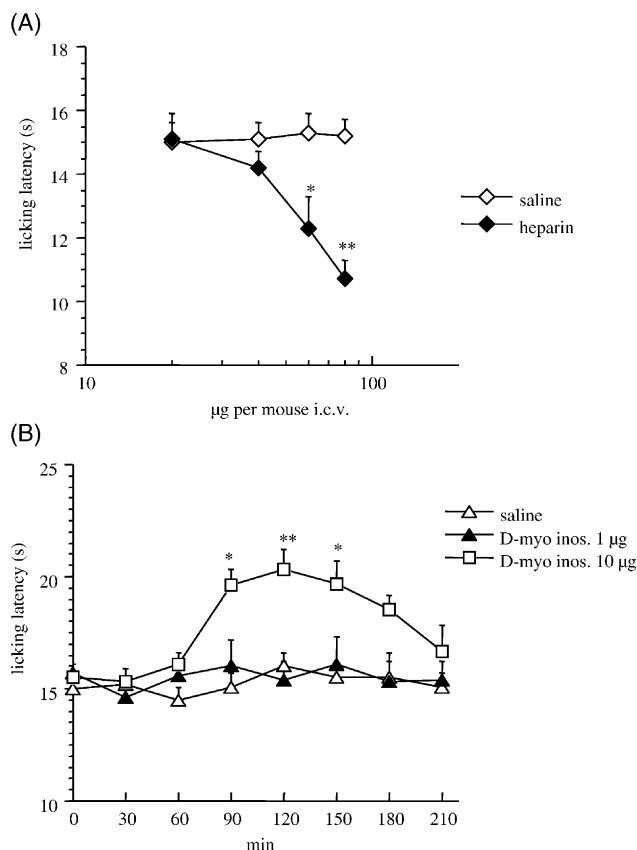 (A)
18
16
14
12
10
8
licking latency (s)
*
**
saline
heparin
10
100
µg per mouse i.c.v.
(B)
25
20
15
10
licking latency (s)
*
**
*
saline
D-myo inos. 1 µg
D-myo inos. 10 µg
0 30 60 90 120 150 180 210
min